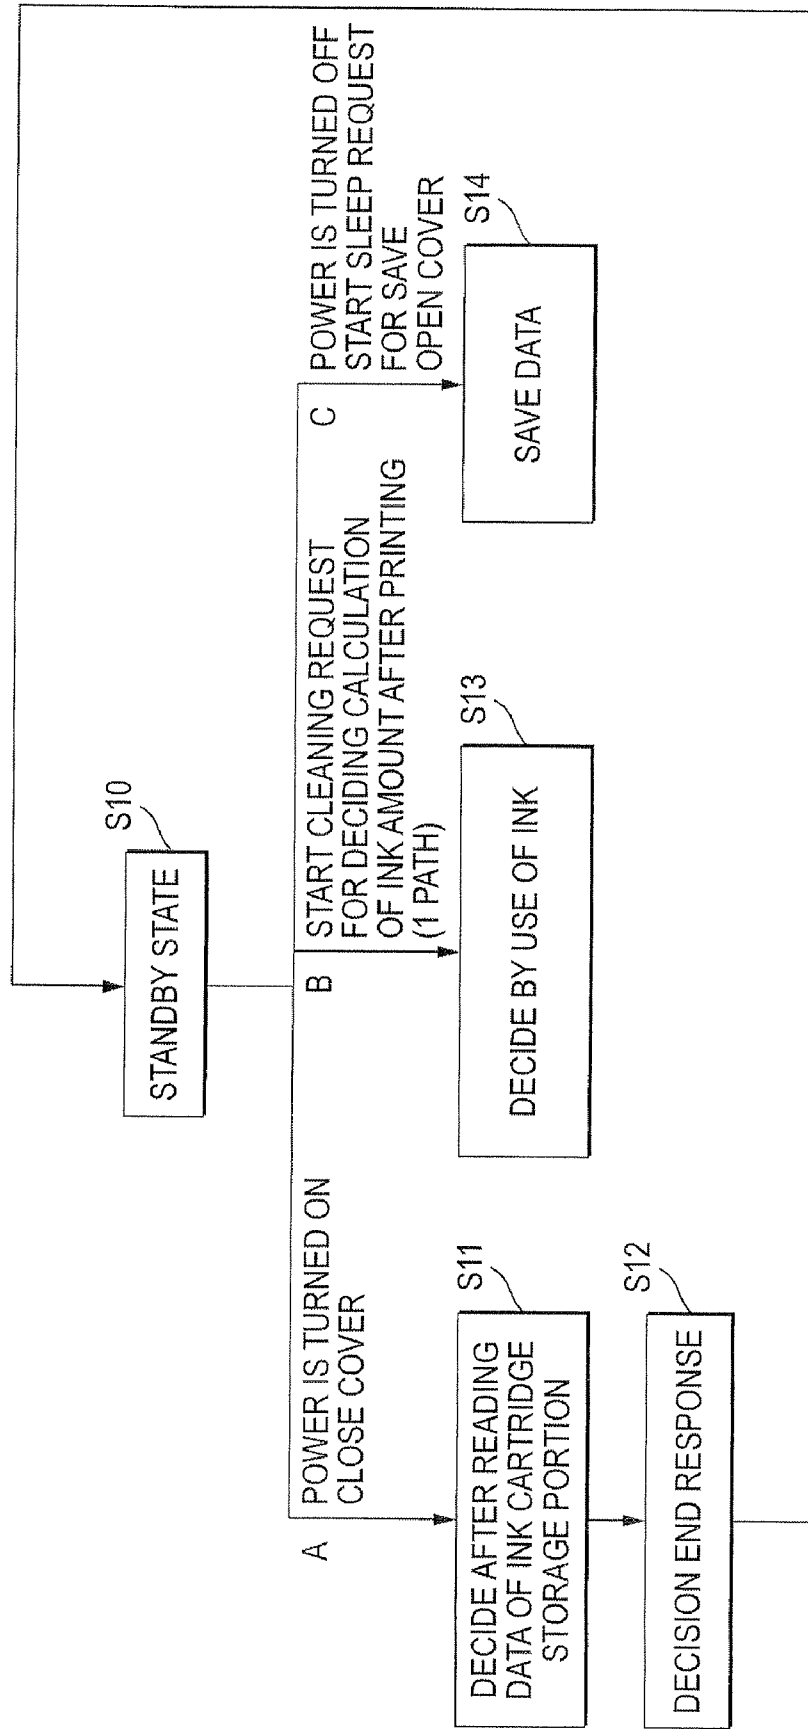 STANDBY STATE
S10
A
POWER IS TURNED ON
CLOSE COVER
B
START CLEANING REQUEST
FOR DECIDING CALCULATION
OF INK AMOUNT AFTER PRINTING
(1 PATH)
C
POWER IS TURNED OFF
START SLEEP REQUEST
FOR SAVE
OPEN COVER
DECIDE AFTER READING
DATA OF INK CARTRIDGE
STORAGE PORTION
S11
DECIDE BY USE OF INK
S13
SAVE DATA
S14
DECISION END RESPONSE
S12